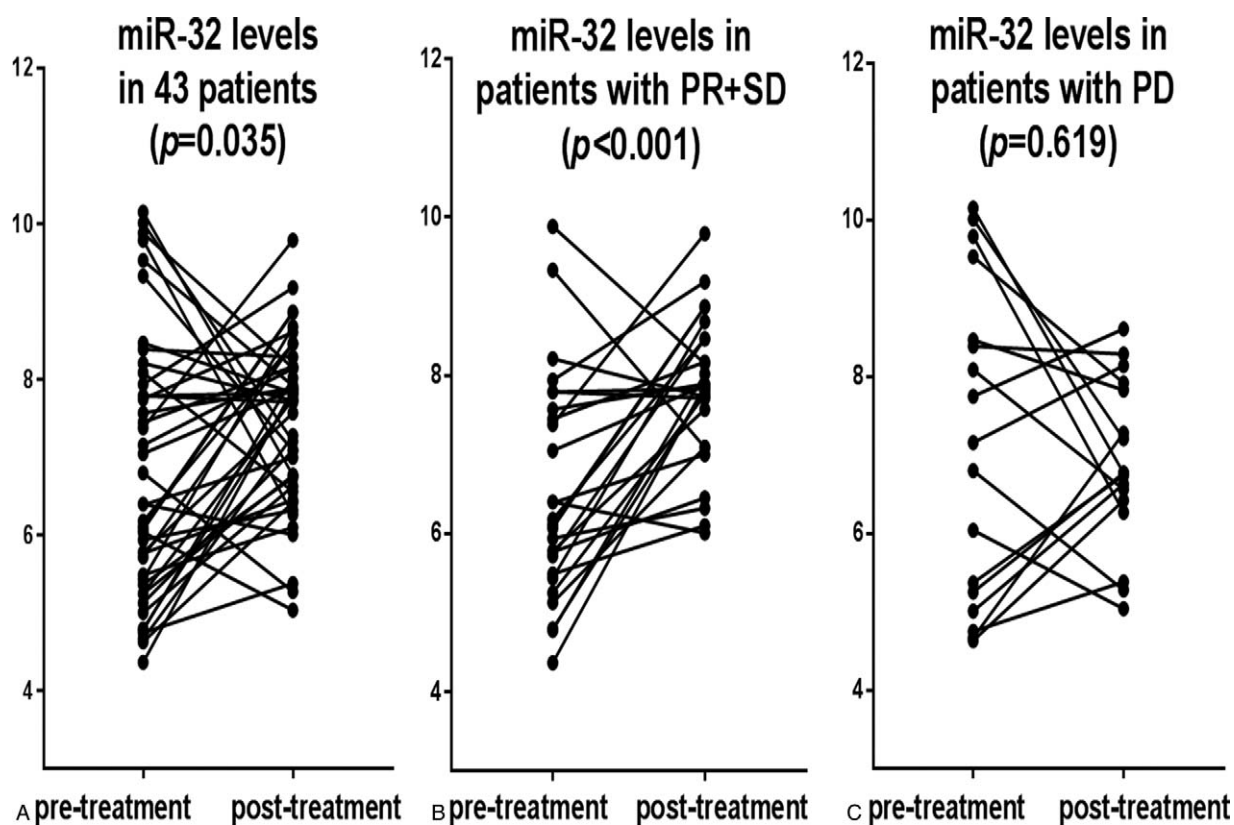 miR-32 levels
in 43 patients
(p=0.035)
12
10
8
6
4
A pre-treatment post-treatment
miR-32 levels in
patients with PR+SD
(p<0.001)
12
10
8
6
4
B pre-treatment post-treatment
miR-32 levels in
patients with PD
(p=0.619)
12
10
8
6
4
C pre-treatment post-treatment